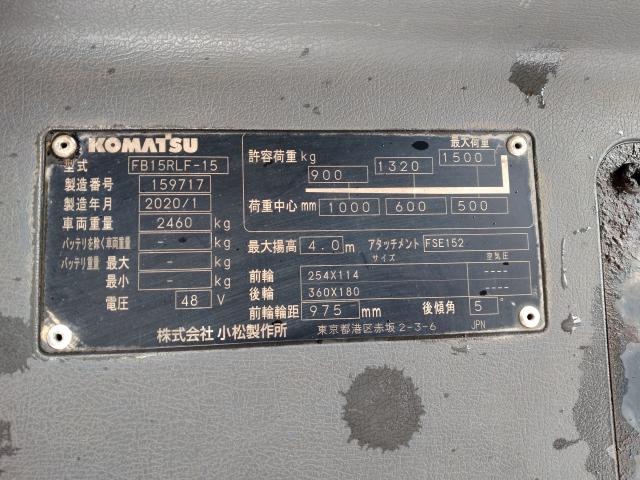 KOMATSU
型式 FB15RLF-15
製造番号 159717
製造年月 2020/1
車両重量 2460 kg
バッテリを除く車両重量 - kg
バッテリ重量 最大 - kg
最小 - kg
電圧 48 V
許容荷重 kg 900 1320 最大荷重 1500
荷重中心 mm 1000 600 500
最大揚高 4.0 m アタッチメント FSE152
サイズ 空気圧
前輪 254X114 ----
後輪 360X180 ----
前輪輪距 975 mm 後傾角 5°
株式会社 小松製作所 東京都港区赤坂 2-3-6 JPN